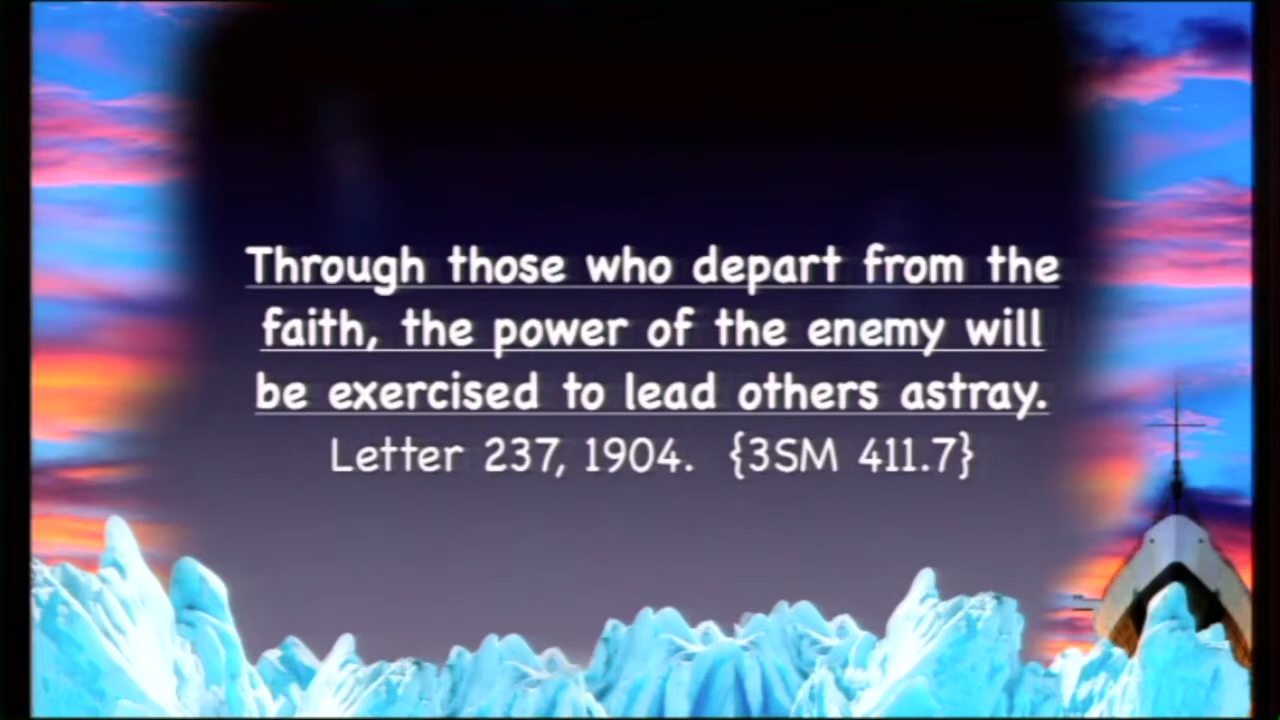 Through those who depart from the
faith, the power of the enemy will
be exercised to lead others astray.
Letter 237, 1904. {3SM 411.7}